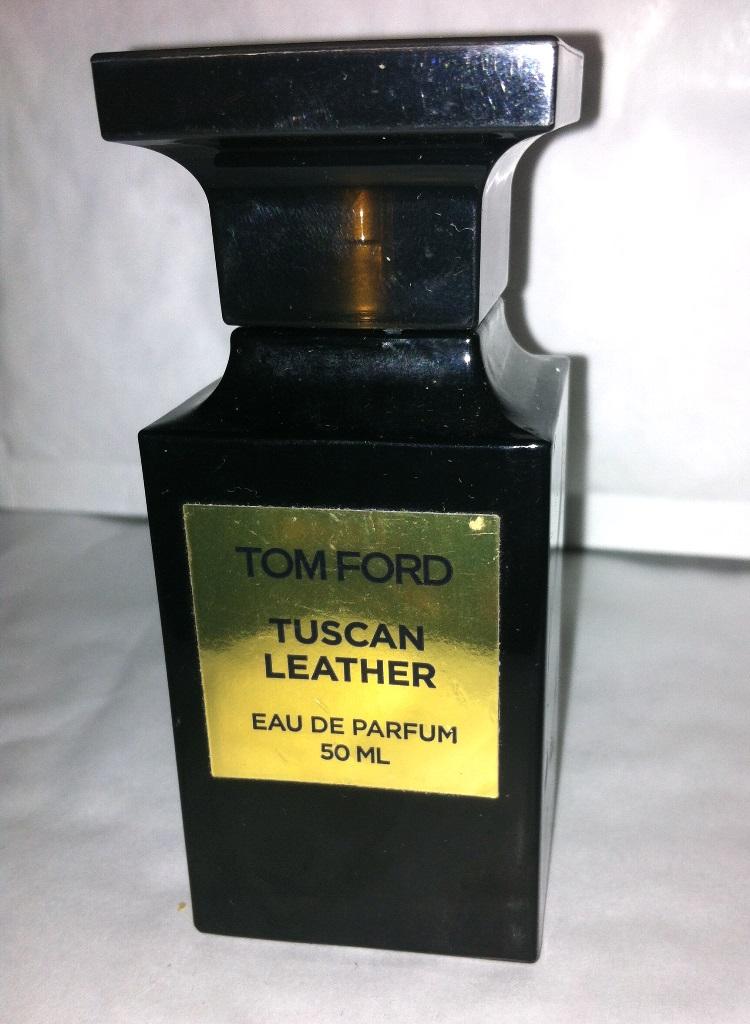 TOM FORD
TUSCAN
LEATHER
EAU DE PARFUM
50 ML